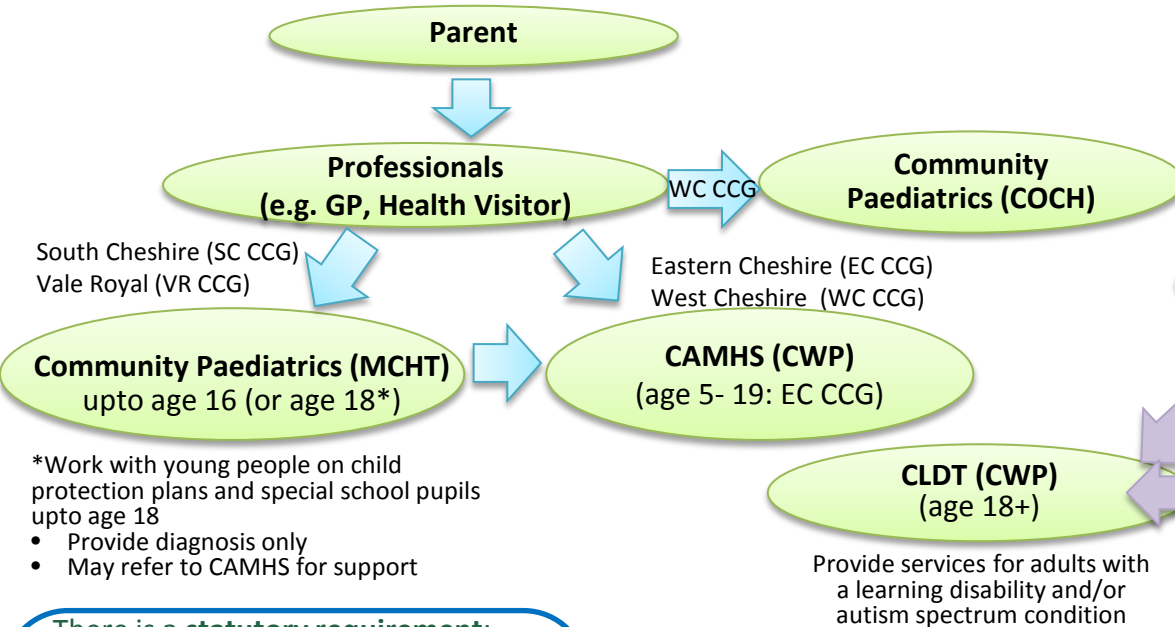 Parent
Professionals
(e.g. GP, Health Visitor)
WC CCG
Community
Paediatrics (COCH)
South Cheshire (SC CCG)
Vale Royal (VR CCG)
Eastern Cheshire (EC CCG)
West Cheshire  (WC CCG)
Community Paediatrics (MCHT)
upto age 16 (or age 18*)
CAMHS (CWP)
(age 5- 19: EC CCG)
*Work with young people on child
protection plans and special school pupils
upto age 18
• Provide diagnosis only
• May refer to CAMHS for support
CLDT (CWP)
(age 18+)
Provide services for adults with
a learning disability and/or
autism spectrum condition
There is a statutory requirement: